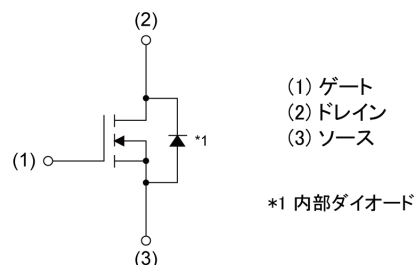 (2)
(1)
*1
(3)
(1) ゲート
(2) ドレイン
(3) ソース
*1 内部ダイオード